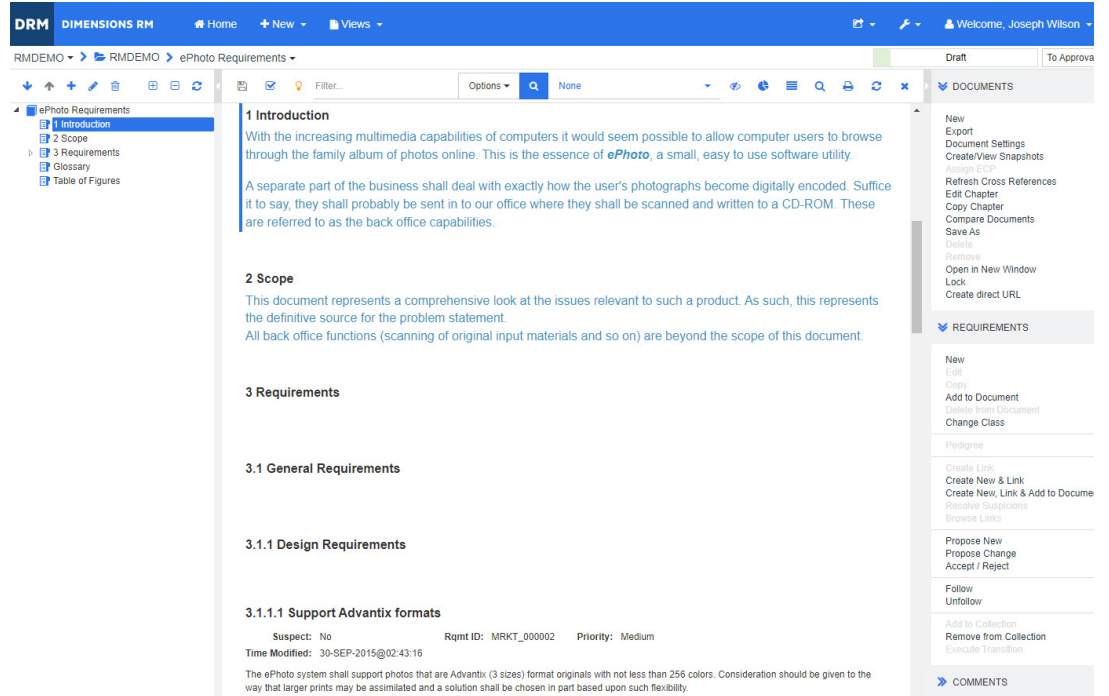 DRM DIMENSIONS RM Home New Views Welcome, Joseph Wilson
RMDEMO RMDEMO ePhoto Requirements Draft To Approva
Filter... Options None
ePhoto Requirements
1 Introduction
2 Scope
3 Requirements
Glossary
Table of Figures
1 Introduction
With the increasing multimedia capabilities of computers it would seem possible to allow computer users to browse
through the family album of photos online. This is the essence of ePhoto, a small, easy to use software utility.
A separate part of the business shall deal with exactly how the user's photographs become digitally encoded. Suffice
it to say, they shall probably be sent in to our office where they shall be scanned and written to a CD-ROM. These
are referred to as the back office capabilities.
2 Scope
This document represents a comprehensive look at the issues relevant to such a product. As such, this represents
the definitive source for the problem statement.
All back office functions (scanning of original input materials and so on) are beyond the scope of this document.
3 Requirements
3.1 General Requirements
3.1.1 Design Requirements
3.1.1.1 Support Advantix formats
Suspect: No Rqmt ID: MRKT_000002 Priority: Medium
Time Modified: 30-SEP-2015@02:43:16
The ePhoto system shall support photos that are Advantix (3 sizes) format originals with not less than 256 colors. Consideration should be given to the
way that larger prints may be assimilated and a solution shall be chosen in part based upon such flexibility.
DOCUMENTS
New
Export
Document Settings
Create/View Snapshots
Assign ECP
Refresh Cross References
Edit Chapter
Copy Chapter
Compare Documents
Save As
Delete
Remove
Open in New Window
Lock
Create direct URL
REQUIREMENTS
New
Edit
Copy
Add to Document
Delete from Document
Change Class
Pedigree
Create Link
Create New & Link
Create New, Link & Add to Docume
Resolve Suspicions
Browse Links
Propose New
Propose Change
Accept / Reject
Follow
Unfollow
Add to Collection
Remove from Collection
Execute Transition
COMMENTS